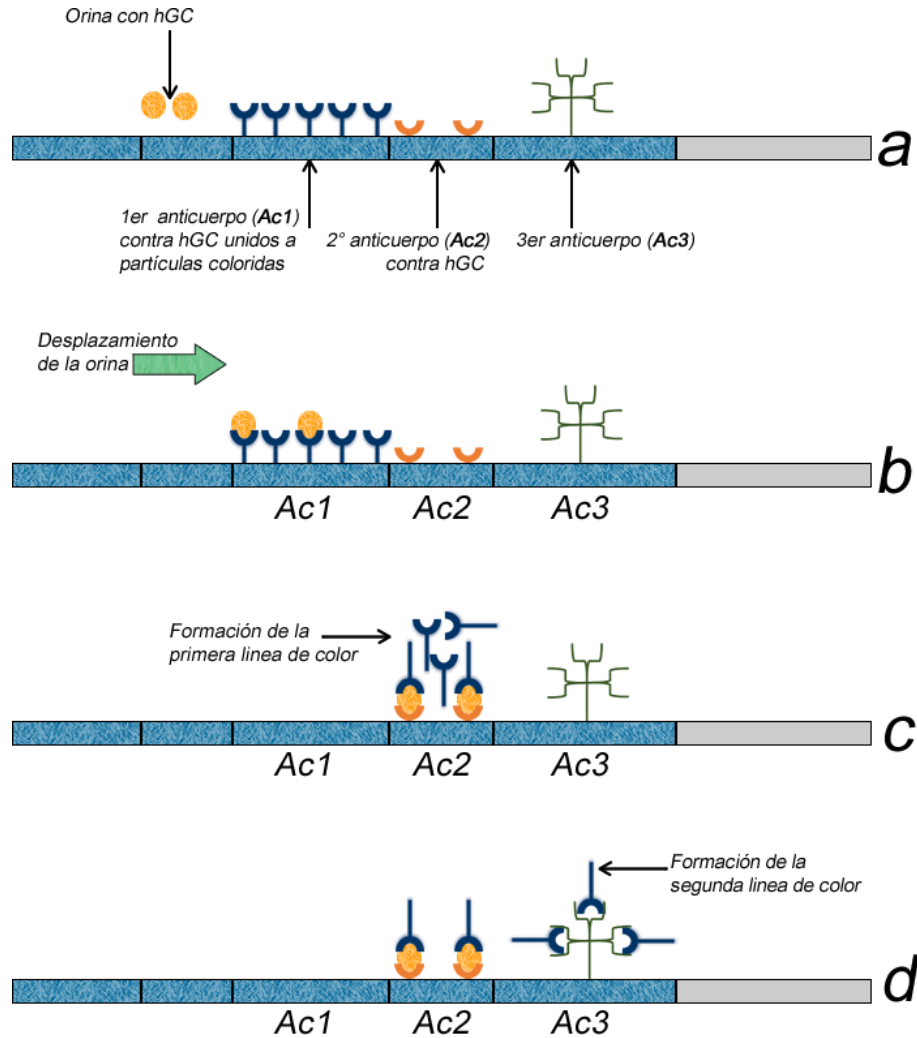 Orina con hGC
a
1er anticuerpo (Ac1)
contra hGC unidos a
partículas coloridas
2° anticuerpo (Ac2)
contra hGC
3er anticuerpo (Ac3)
Desplazamiento
de la orina
b
Ac1 Ac2 Ac3
Formación de la
primera linea de color
c
Ac1 Ac2 Ac3
Formación de la
segunda linea de color
d
Ac1 Ac2 Ac3